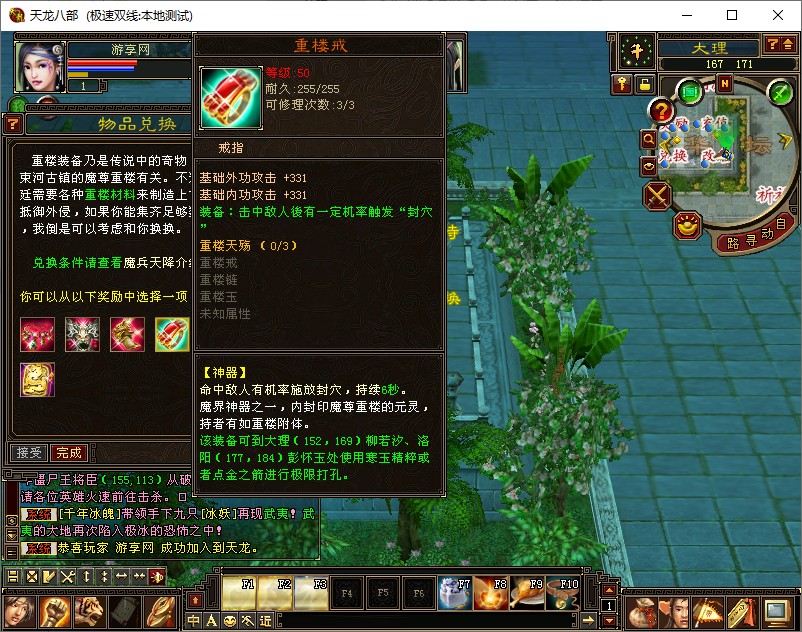 天龙八部 (极速双线:本地测试)
游享网
1
重楼戒
等级:50
耐久:255/255
可修理次数:3/3
戒指
基础外功攻击 +331
基础内功攻击 +331
装备：击中敌人後有一定机率触发“封穴
”
重楼天殇 ( 0/3 )
重楼戒
重楼链
重楼玉
未知属性
【神器】
命中敌人有机率施放封穴，持续6秒。
魔界神器之一，内封印魔尊重楼的元灵，
持者有如重楼附体。
该装备可到大理（152，169）柳若汐、洛
阳（177，184）彭怀玉处使用寒玉精粹或
者点金之箭进行极限打孔。
大理
167 171
N
兑换
改
祈
自动寻路
?
物品兑换
重楼装备乃是传说中的奇物
束河古镇的魔尊重楼有关。不
廷需要各种重楼材料来制造上
抵御外侵，如果你能集齐足够
，我倒是可以考虑和你换换。
兑换条件请查看魔兵天降介
你可以从以下奖励中选择一项
接受
完成
僵尸王将臣（155,113）从破
请各位英雄火速前往击杀。
系统 [千年冰魄]带领手下九只[冰妖]再现武夷！武
夷的大地再次陷入极冰的恐怖之中！
系统 恭喜玩家 游享网 成功加入到天龙。
F1 F2 F3 F4 F5 F6 F7 F8 F9 F10
1
中 A 近